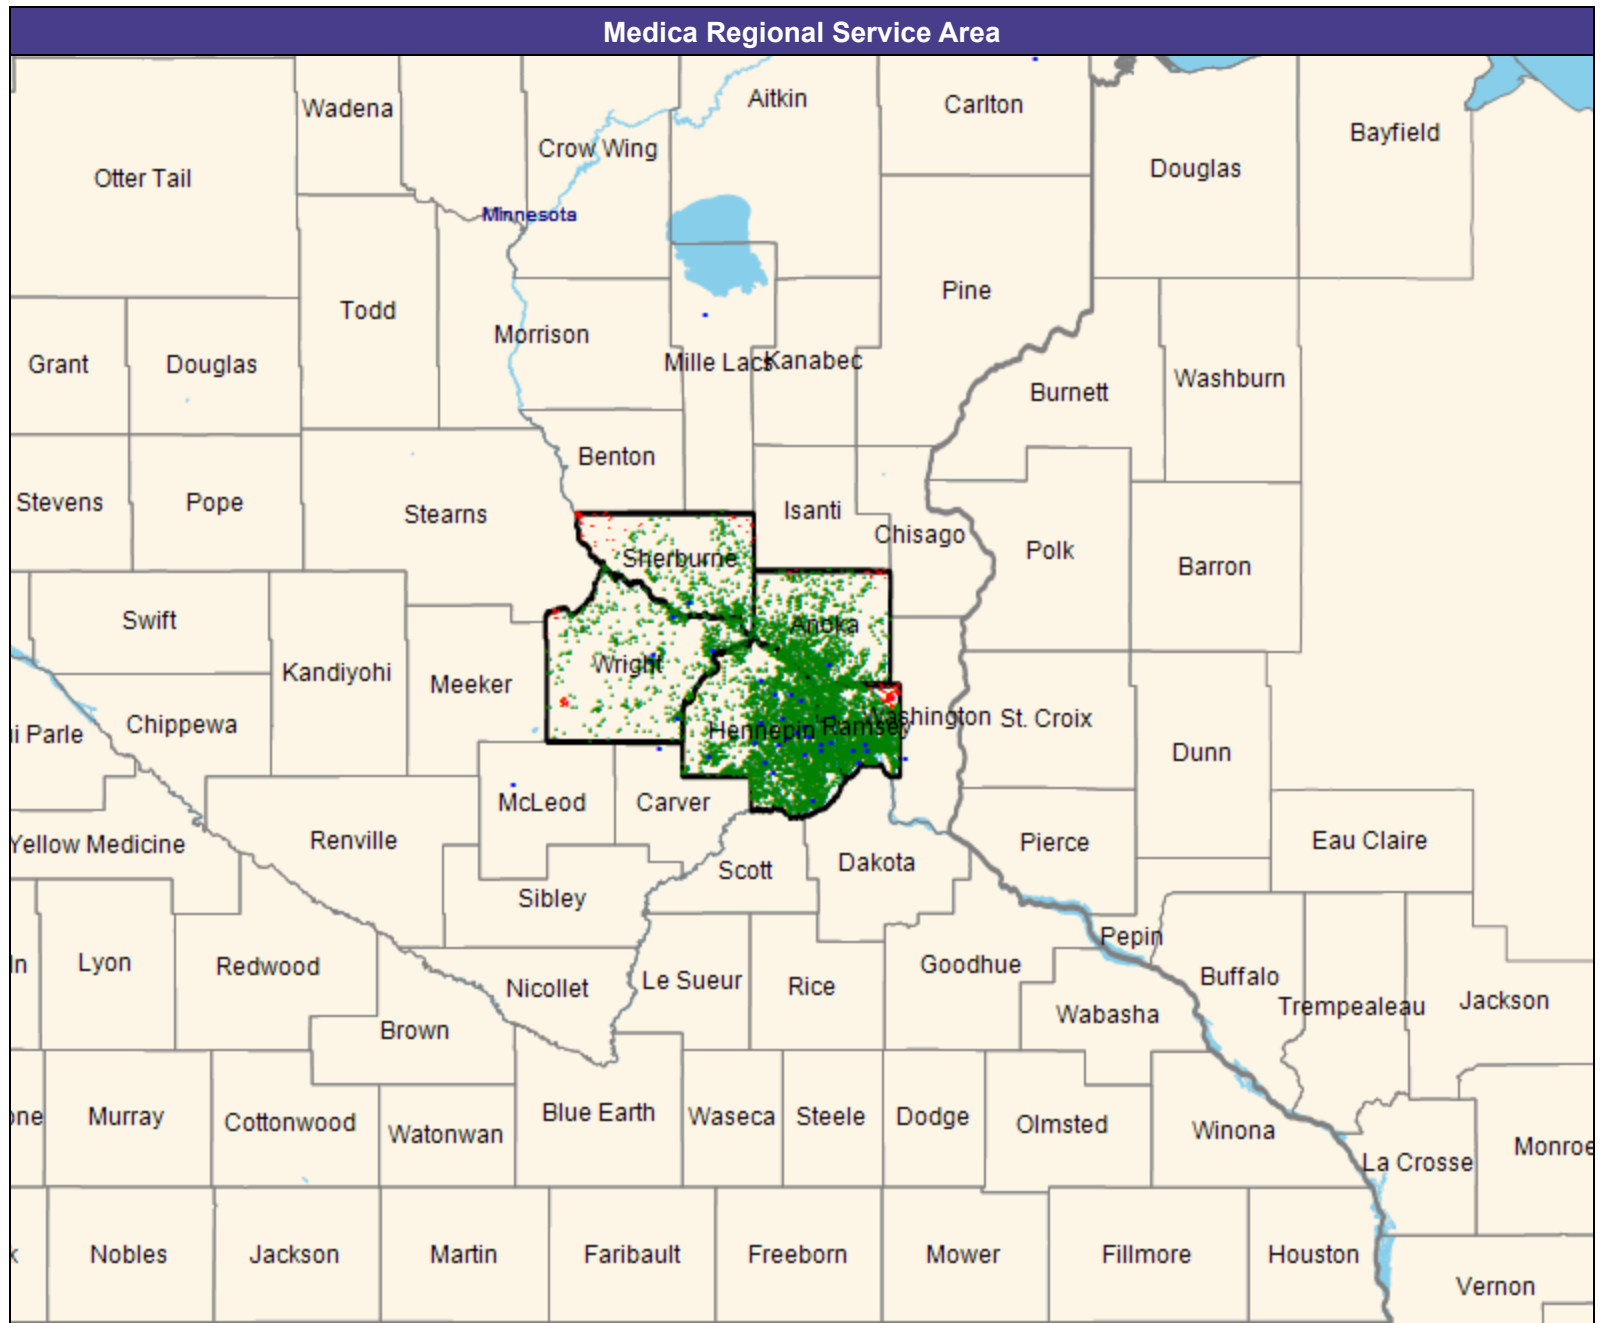 Medica Regional Service Area
Wadena
Aitkin
Carlton
Bayfield
Crow Wing
Douglas
Otter Tail
Minnesota
Pine
Todd
Morrison
Mille Lacs
Kanabec
Grant
Douglas
Washburn
Burnett
Benton
Stevens
Pope
Stearns
Isanti
Chisago
Polk
Barron
Sherburne
Swift
Anoka
Wright
Kandiyohi
Meeker
Chippewa
ui Parle
Hennepin
Ramsey
Washington
St. Croix
Dunn
McLeod
Carver
Yellow Medicine
Renville
Scott
Dakota
Pierce
Eau Claire
Sibley
Pepin
Lyon
Redwood
Nicollet
Le Sueur
Rice
Goodhue
Buffalo
Trempealeau
Jackson
Brown
Wabasha
one
Murray
Cottonwood
Watonwan
Blue Earth
Waseca
Steele
Dodge
Olmsted
Winona
La Crosse
Monroe
Nobles
Jackson
Martin
Faribault
Freeborn
Mower
Fillmore
Houston
Vernon